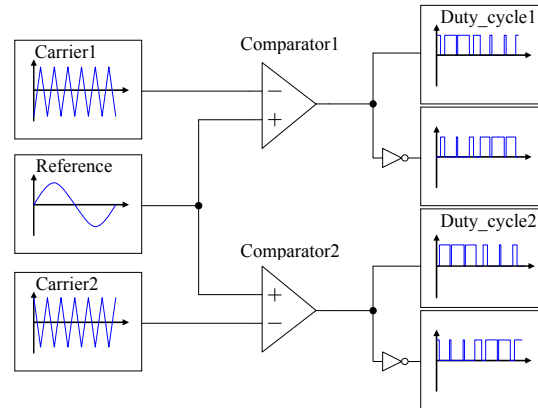 Duty_cycle1
Carrier1
Comparator1
−
+
Reference
Duty_cycle2
Comparator2
Carrier2
+
−